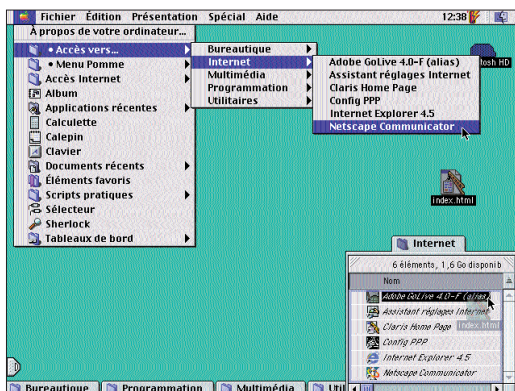 Fichier Édition Présentation Spécial Aide 12:38
À propos de votre ordinateur...
• Accès vers...
• Menu Pomme
Accès Internet
Album
Applications récentes
Calculette
Calepin
Clavier
Documents récents
Éléments favoris
Scripts pratiques
Sélecteur
Sherlock
Tableaux de bord
Bureautique
Internet
Multimédia
Programmation
Utilitaires
Adobe GoLive 4.0-F (alias)
Assistant réglages Internet
Claris Home Page
Config PPP
Internet Explorer 4.5
Netscape Communicator
tosh HD
index.html
Internet
6 éléments, 1,6 Go disponib
Nom
Adobe GoLive 4.0-F (alias)
Assistant réglages Internet
Claris Home Page
index.html
Config PPP
Internet Explorer 4.5
Netscape Communicator
Bureautique Programmation Multimédia Util